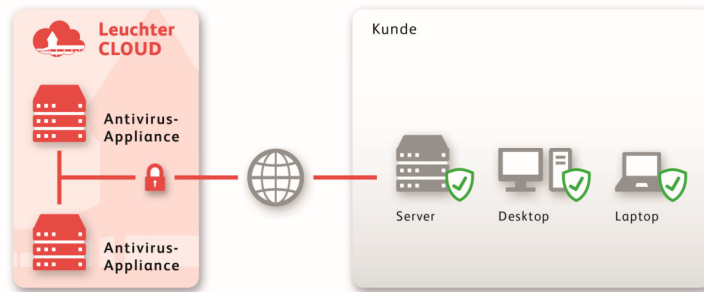 Leuchter
CLOUD
Antivirus-
Appliance
Antivirus-
Appliance
Kunde
Server
Desktop
Laptop